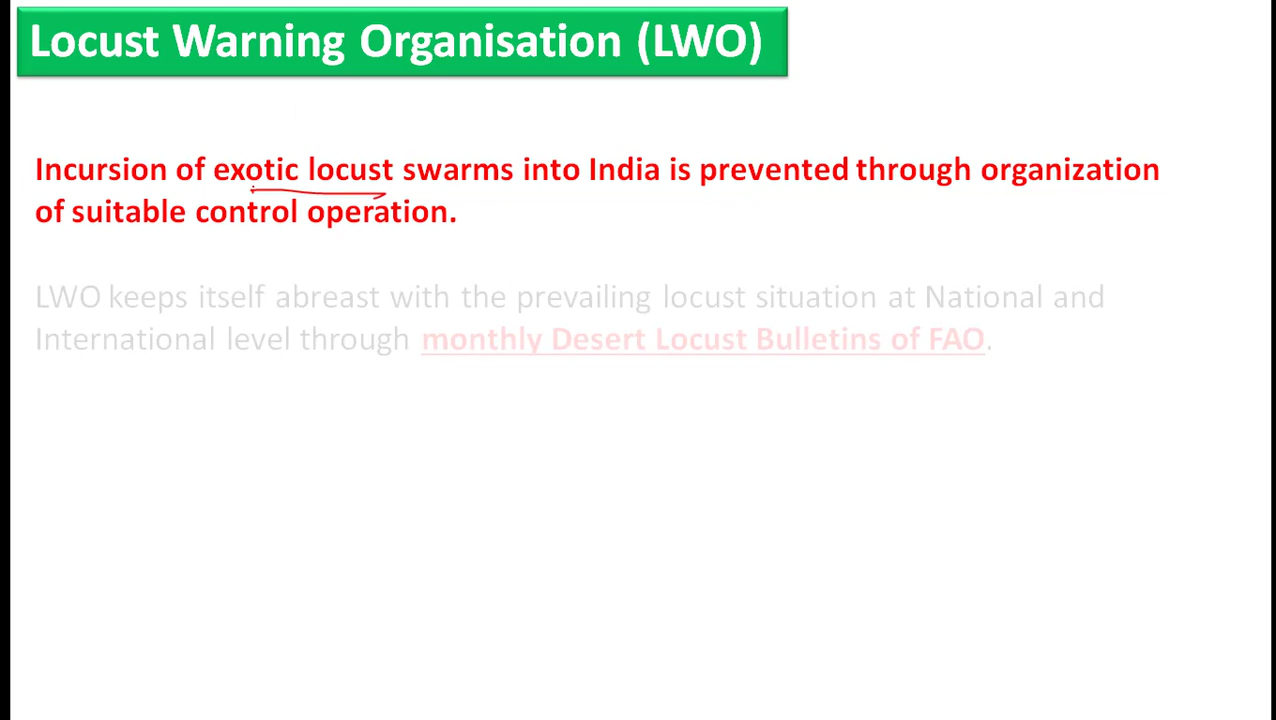 Locust Warning Organisation (LWO)
Incursion of exotic locust swarms into India is prevented through organization
of suitable control operation.
LWO keeps itself abreast with the prevailing locust situation at National and
International level through monthly Desert Locust Bulletins of FAO.